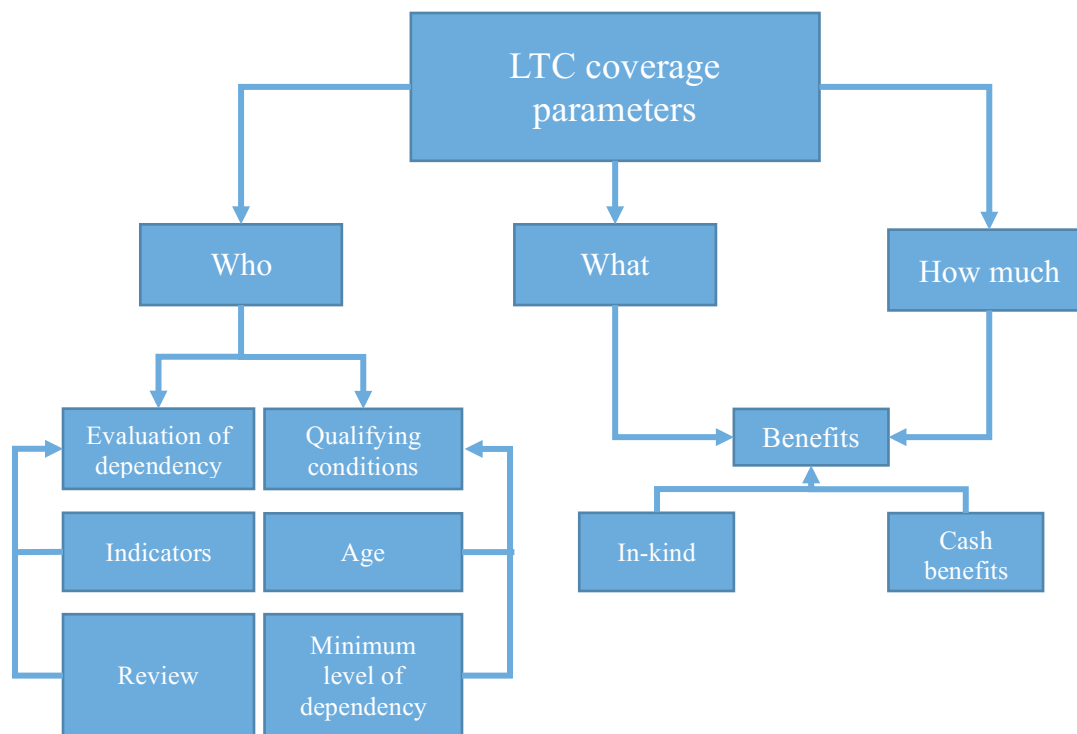 LTC coverage
parameters
Who
What
How much
Evaluation of
dependency
Qualifying
conditions
Benefits
Indicators
Age
In-kind
Cash
benefits
Review
Minimum
level of
dependency